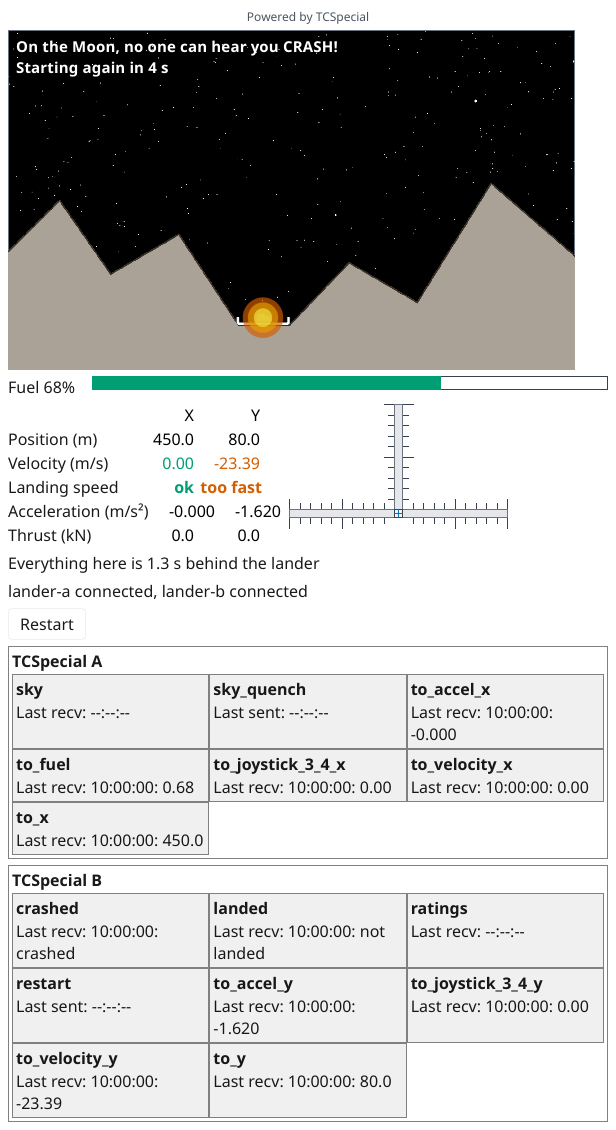 Powered by TCSpecial
On the Moon, no one can hear you CRASH!
Starting again in 4 s
Fuel 68%
X Y
Position (m) 450.0 80.0
Velocity (m/s) 0.00 -23.39
Landing speed ok too fast
Acceleration (m/s²) -0.000 -1.620
Thrust (kN) 0.0 0.0
Everything here is 1.3 s behind the lander
lander-a connected, lander-b connected
Restart
TCSpecial A
sky
Last recv: --:--:--
sky_quench
Last sent: --:--:--
to_accel_x
Last recv: 10:00:00:
-0.000
to_fuel
Last recv: 10:00:00: 0.68
to_joystick_3_4_x
Last recv: 10:00:00: 0.00
to_velocity_x
Last recv: 10:00:00: 0.00
to_x
Last recv: 10:00:00: 450.0
TCSpecial B
crashed
Last recv: 10:00:00:
crashed
landed
Last recv: 10:00:00: not
landed
ratings
Last recv: --:--:--
restart
Last sent: --:--:--
to_accel_y
Last recv: 10:00:00:
-1.620
to_joystick_3_4_y
Last recv: 10:00:00: 0.00
to_velocity_y
Last recv: 10:00:00:
-23.39
to_y
Last recv: 10:00:00: 80.0